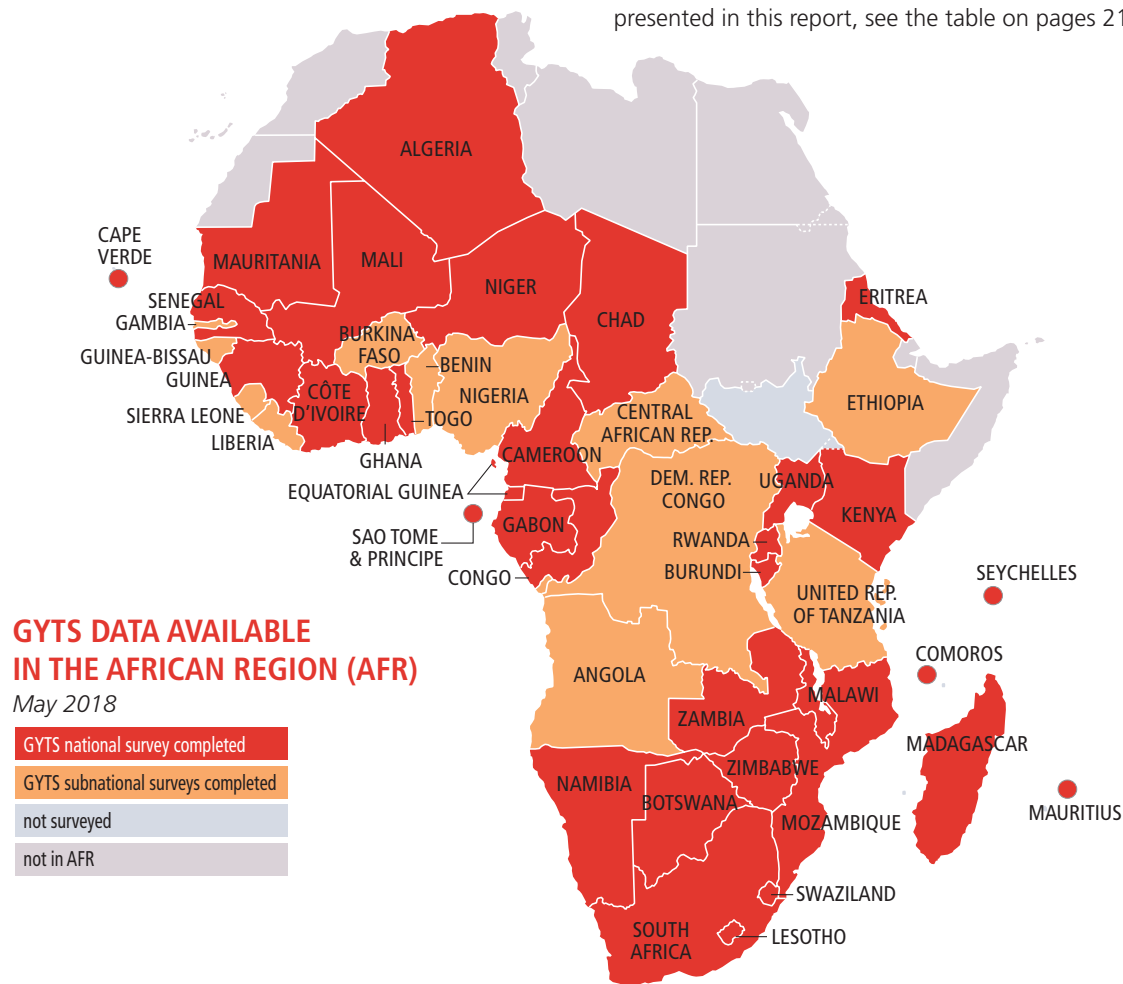 presented in this report, see the table on pages 21
ALGERIA
CAPE
VERDE
MAURITANIA
MALI
NIGER
CHAD
ERITREA
SENEGAL
GAMBIA
BURKINA
FASO
GUINEA-BISSAU
GUINEA
BENIN
NIGERIA
CÔTE
D'IVOIRE
ETHIOPIA
SIERRA LEONE
TOGO
CENTRAL
AFRICAN REP.
LIBERIA
GHANA
CAMEROON
EQUATORIAL GUINEA
DEM. REP.
CONGO
UGANDA
KENYA
GABON
SAO TOME
& PRINCIPE
RWANDA
BURUNDI
CONGO
SEYCHELLES
UNITED REP.
OF TANZANIA
GYTS DATA AVAILABLE
IN THE AFRICAN REGION (AFR)
May 2018
GYTS national survey completed
GYTS subnational surveys completed
not surveyed
not in AFR
COMOROS
ANGOLA
MALAWI
ZAMBIA
MADAGASCAR
ZIMBABWE
NAMIBIA
BOTSWANA
MAURITIUS
MOZAMBIQUE
SWAZILAND
SOUTH
AFRICA
LESOTHO